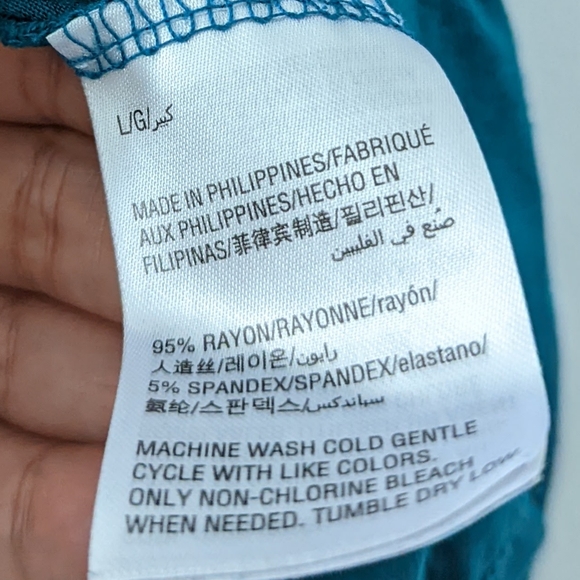 L/G/كبير
MADE IN PHILIPPINES/FABRIQUÉ
AUX PHILIPPINES/HECHO EN
FILIPINAS/菲律宾制造/필리핀산/
صُنع في الفلبين
95% RAYON/RAYONNE/rayón/
人造丝/레이온/رايون
5% SPANDEX/SPANDEX/elastano/
氨纶/스판덱스/سباندكس
MACHINE WASH COLD GENTLE
CYCLE WITH LIKE COLORS.
ONLY NON-CHLORINE BLEACH
WHEN NEEDED. TUMBLE DRY LOW.